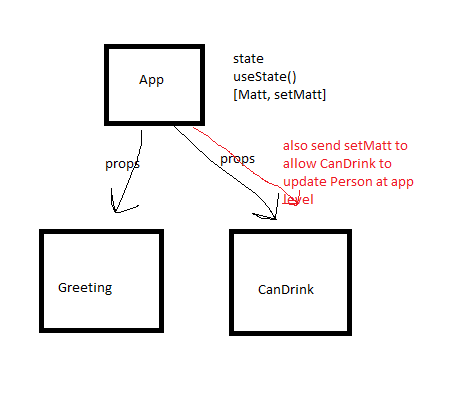 App
state
useState()
[Matt, setMatt]
props
props
also send setMatt to
allow CanDrink to
update Person at app
level
Greeting
CanDrink